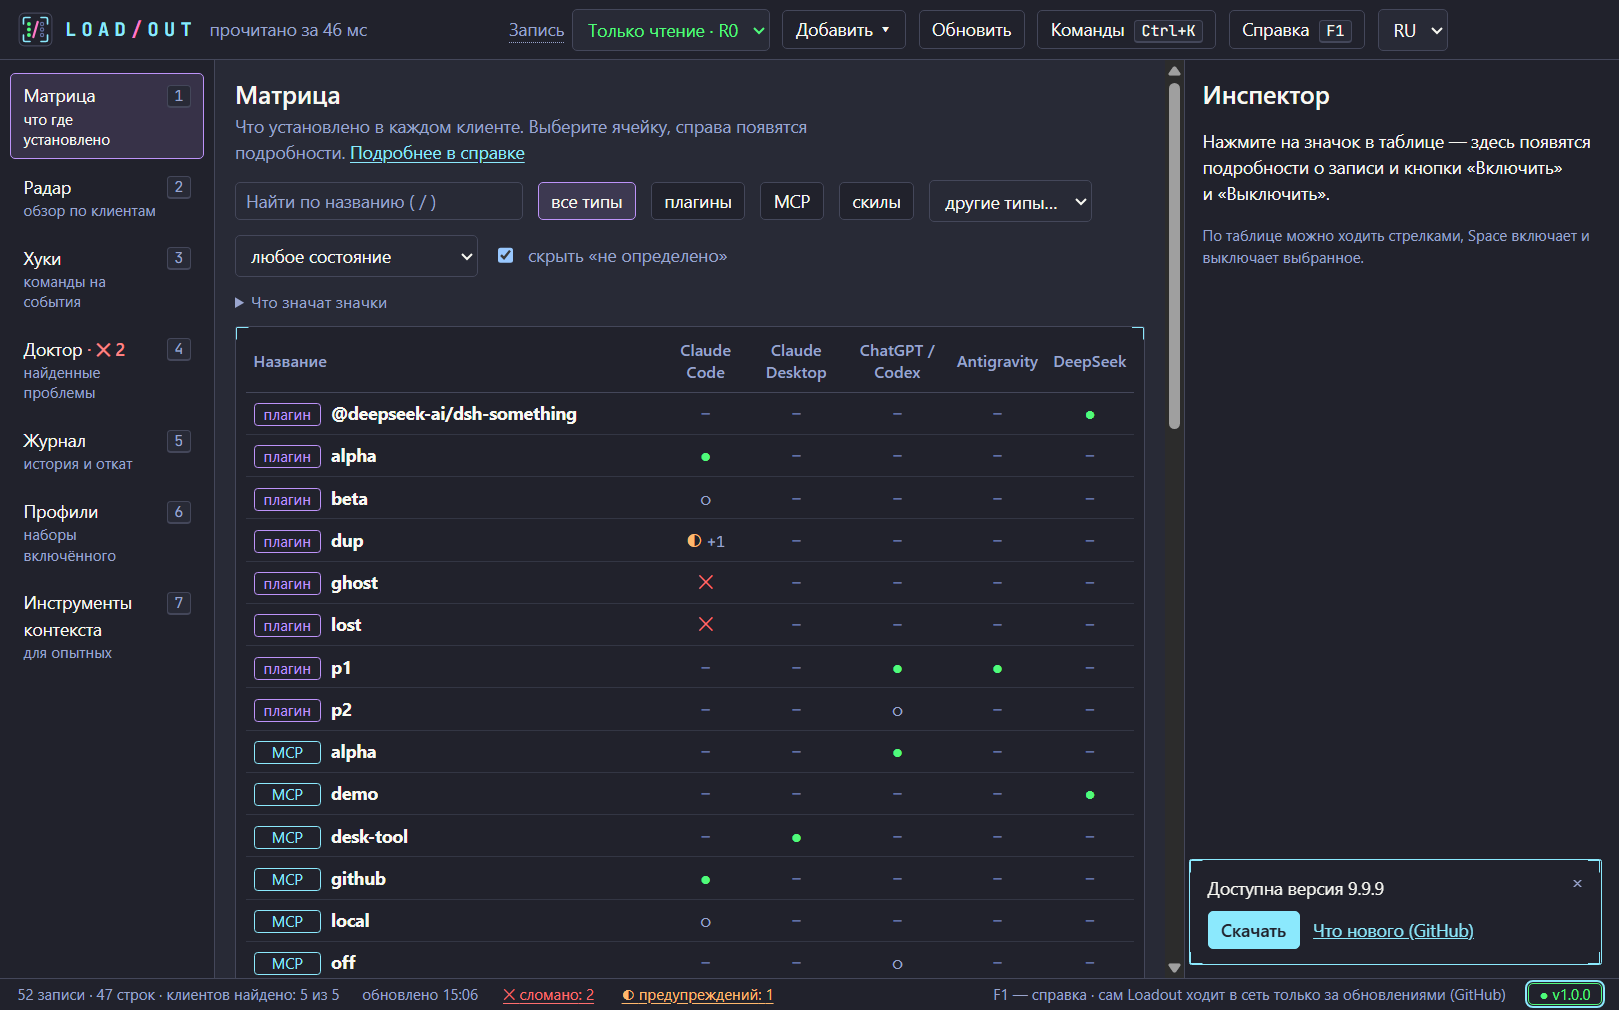 LOAD/OUT прочитано за 46 мс Запись Только чтение · R0 Добавить ▾ Обновить Команды Ctrl+K Справка F1 RU
Матрица 1
что где
установлено
Радар 2
обзор по клиентам
Хуки 3
команды на
события
Доктор · ✕ 2 4
найденные
проблемы
Журнал 5
история и откат
Профили 6
наборы
включённого
Инструменты 7
контекста
для опытных
Матрица
Что установлено в каждом клиенте. Выберите ячейку, справа появятся
подробности. Подробнее в справке
Найти по названию ( / ) все типы плагины MCP скилы другие типы...
любое состояние скрыть «не определено»
▶ Что значат значки
Название Claude Code Claude Desktop ChatGPT / Codex Antigravity DeepSeek
плагин @deepseek-ai/dsh-something – – – – ●
плагин alpha ● – – – –
плагин beta ○ – – – –
плагин dup ◐ +1 – – – –
плагин ghost ✕ – – – –
плагин lost ✕ – – – –
плагин p1 – – ● ● –
плагин p2 – – ○ – –
MCP alpha – – ● – –
MCP demo – – – – ●
MCP desk-tool – ● – – –
MCP github ● – – – –
MCP local ○ – – – –
MCP off – – ○ – –
Инспектор
Нажмите на значок в таблице — здесь появятся
подробности о записи и кнопки «Включить»
и «Выключить».
По таблице можно ходить стрелками, Space включает и
выключает выбранное.
Доступна версия 9.9.9 ×
Скачать Что нового (GitHub)
52 записи · 47 строк · клиентов найдено: 5 из 5 обновлено 15:06 ✕ сломано: 2 ◐ предупреждений: 1 F1 — справка · сам Loadout ходит в сеть только за обновлениями (GitHub) ● v1.0.0